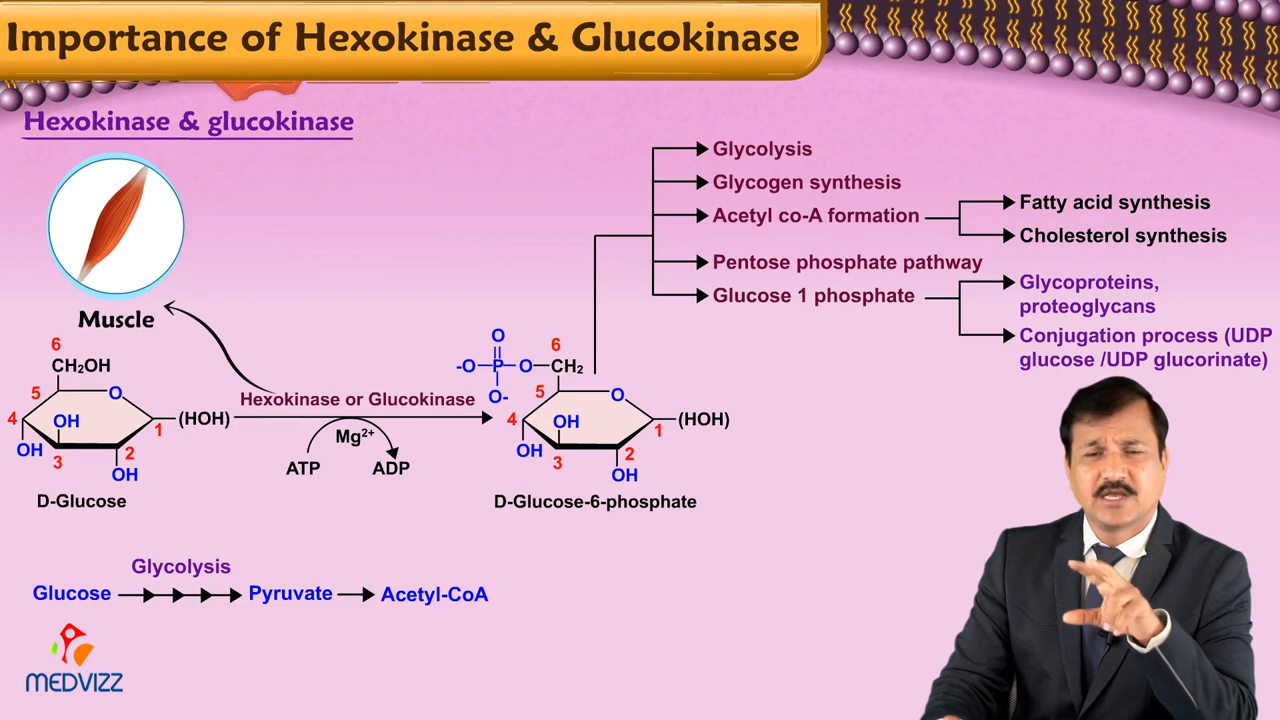 Importance of Hexokinase & Glucokinase
Hexokinase & glucokinase
Muscle
Glycolysis
Glycogen synthesis
Acetyl co-A formation
Fatty acid synthesis
Cholesterol synthesis
Pentose phosphate pathway
Glucose 1 phosphate
Glycoproteins,
proteoglycans
Conjugation process (UDP
glucose /UDP glucorinate)
6
CH₂OH
5
O
4
OH
(HOH)
1
OH
3
2
OH
D-Glucose
Hexokinase or Glucokinase
Mg²⁺
ATP
ADP
O
-O
P
O
CH₂
6
O-
5
O
4
OH
(HOH)
1
OH
3
2
OH
D-Glucose-6-phosphate
Glycolysis
Glucose
Pyruvate
Acetyl-CoA
MEDVIZZ